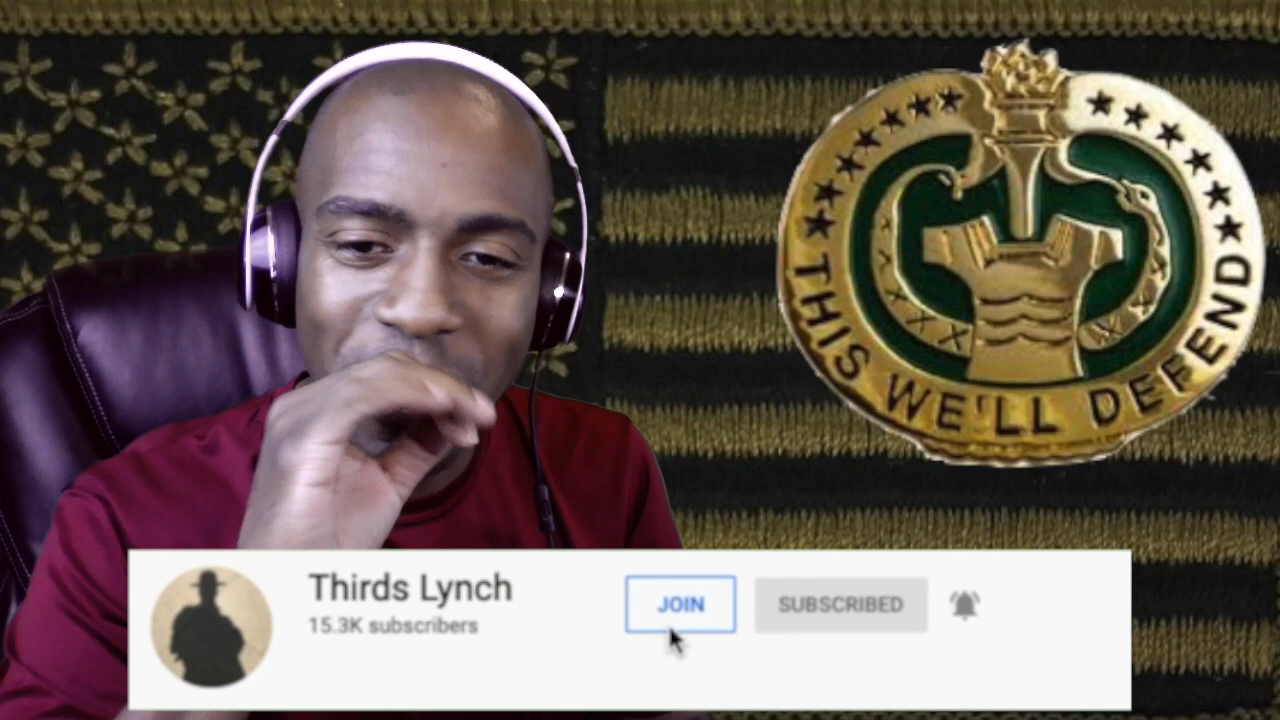 THIS WE'LL DEFEND
Thirds Lynch
15.3K subscribers
JOIN
SUBSCRIBED